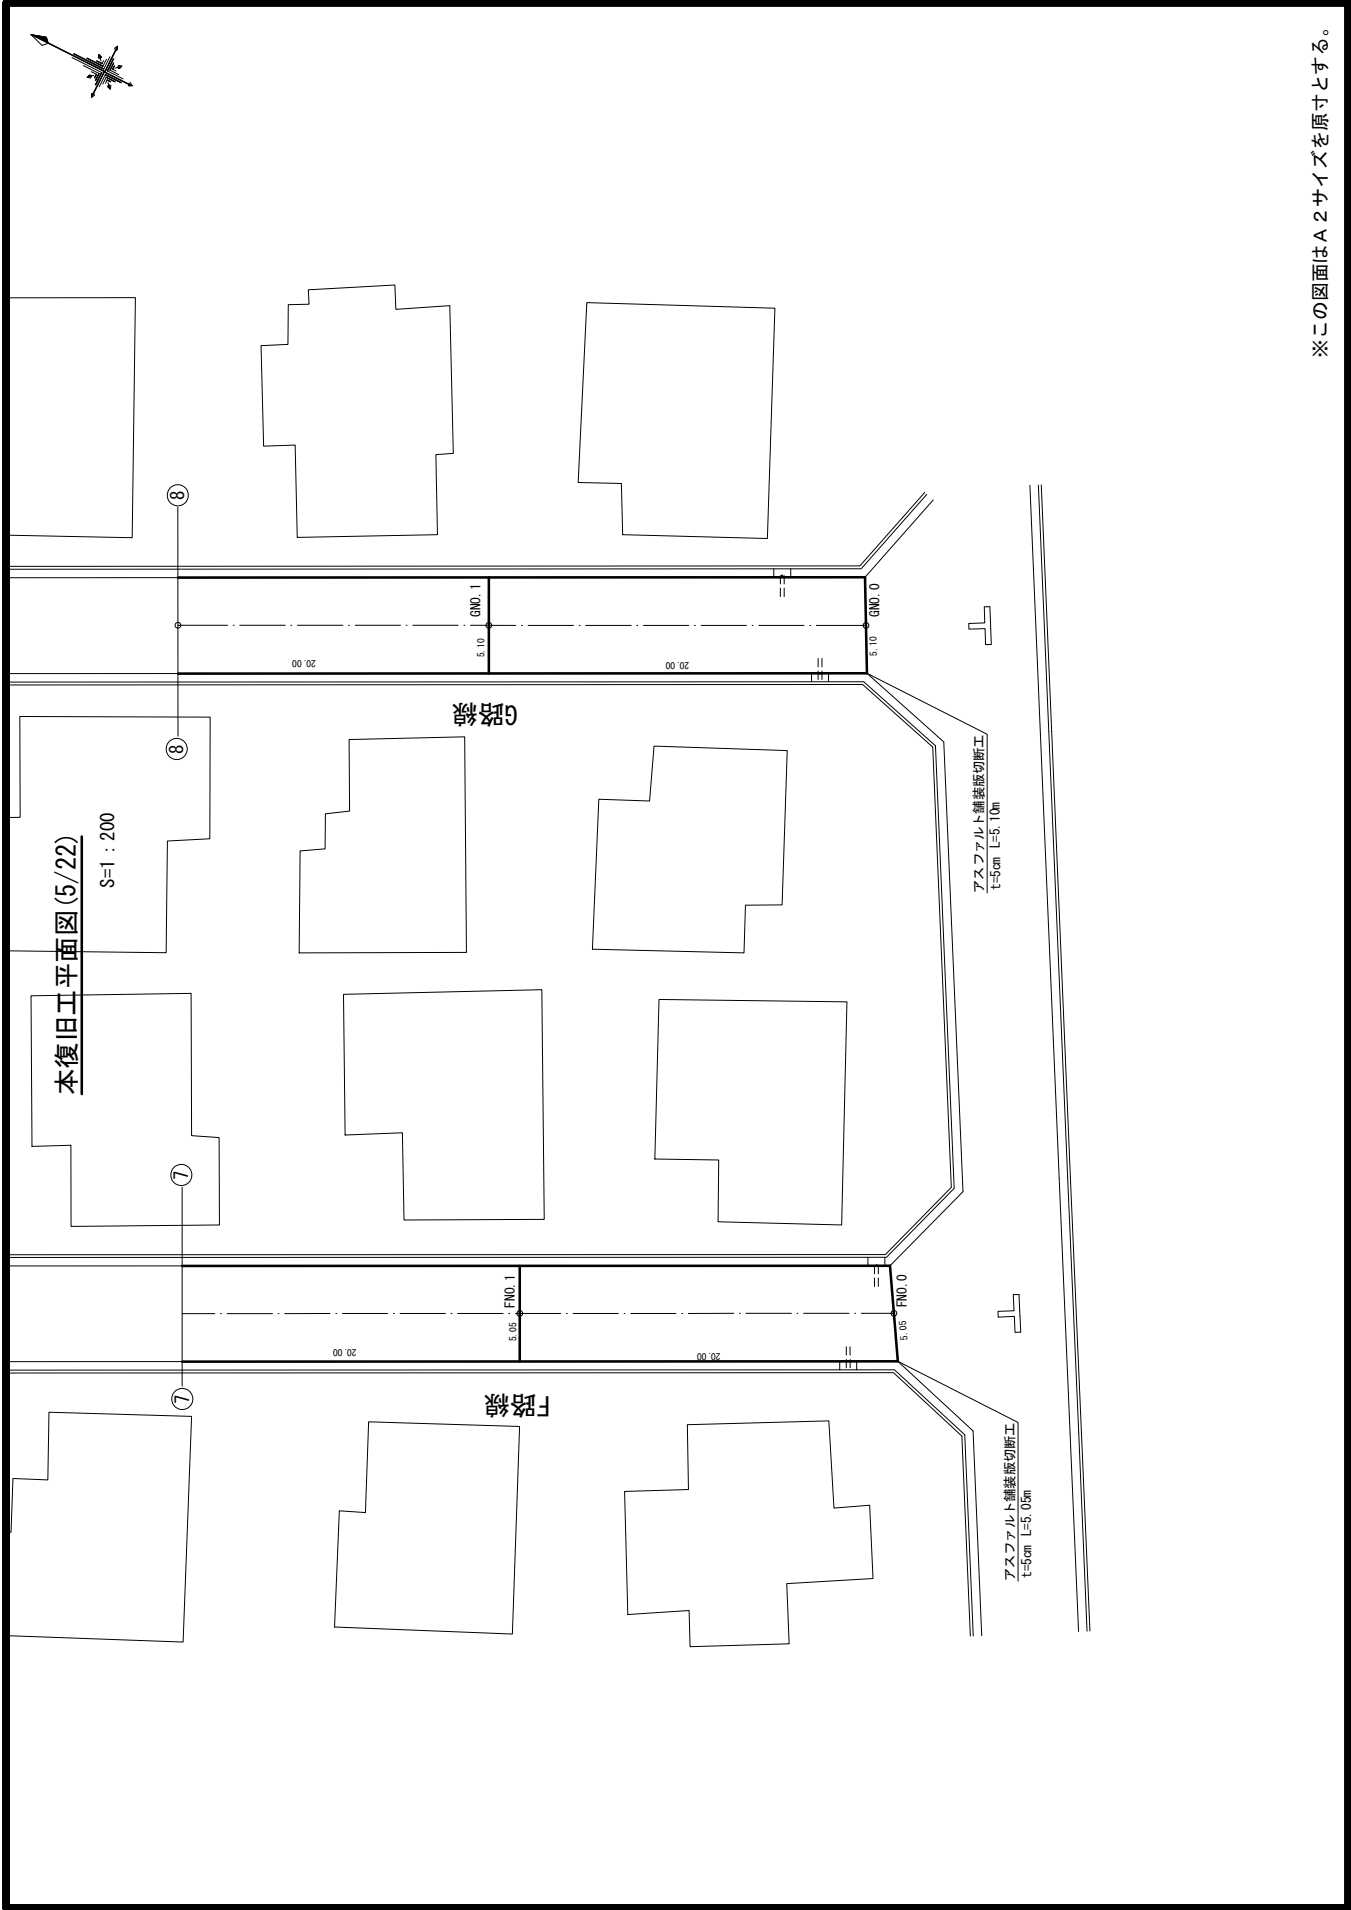 本復旧工平面図(5/22)
S=1：200
※この図面はA２サイズを原寸とする。
8
8
GNO.1
5.10
20.00
GNO.0
5.10
20.00
G路線
アスファルト舗装版切断工
t=5cm L=5.10m
7
7
FNO.1
5.05
20.00
FNO.0
5.05
20.00
F路線
アスファルト舗装版切断工
t=5cm L=5.05m